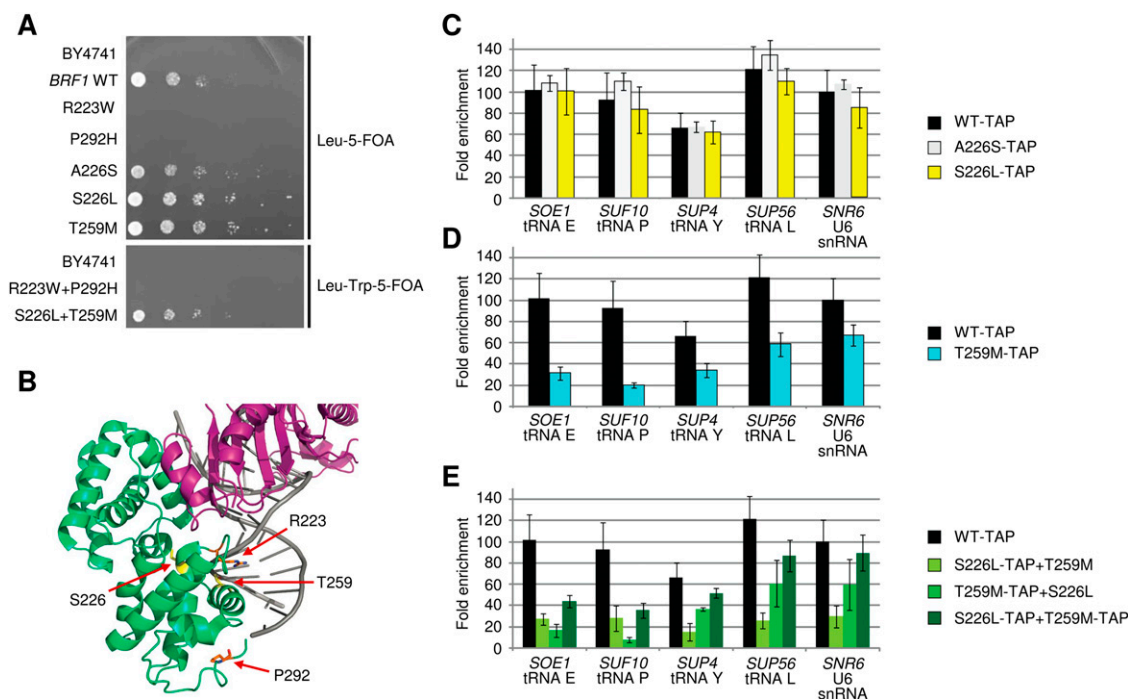 A
BY4741
BRF1 WT
R223W
P292H
A226S
S226L
T259M
Leu-5-FOA
BY4741
R223W+P292H
S226L+T259M
Leu-Trp-5-FOA
B
R223
T259
S226
P292
C
Fold enrichment
140
120
100
80
60
40
20
0
SOE1 SUF10 SUP4 SUP56 SNR6
tRNA E tRNA P tRNA Y tRNA L U6
snRNA
WT-TAP
A226S-TAP
S226L-TAP
D
Fold enrichment
140
120
100
80
60
40
20
0
SOE1 SUF10 SUP4 SUP56 SNR6
tRNA E tRNA P tRNA Y tRNA L U6
snRNA
WT-TAP
T259M-TAP
E
Fold enrichment
140
120
100
80
60
40
20
0
SOE1 SUF10 SUP4 SUP56 SNR6
tRNA E tRNA P tRNA Y tRNA L U6
snRNA
WT-TAP
S226L-TAP+T259M
T259M-TAP+S226L
S226L-TAP+T259M-TAP